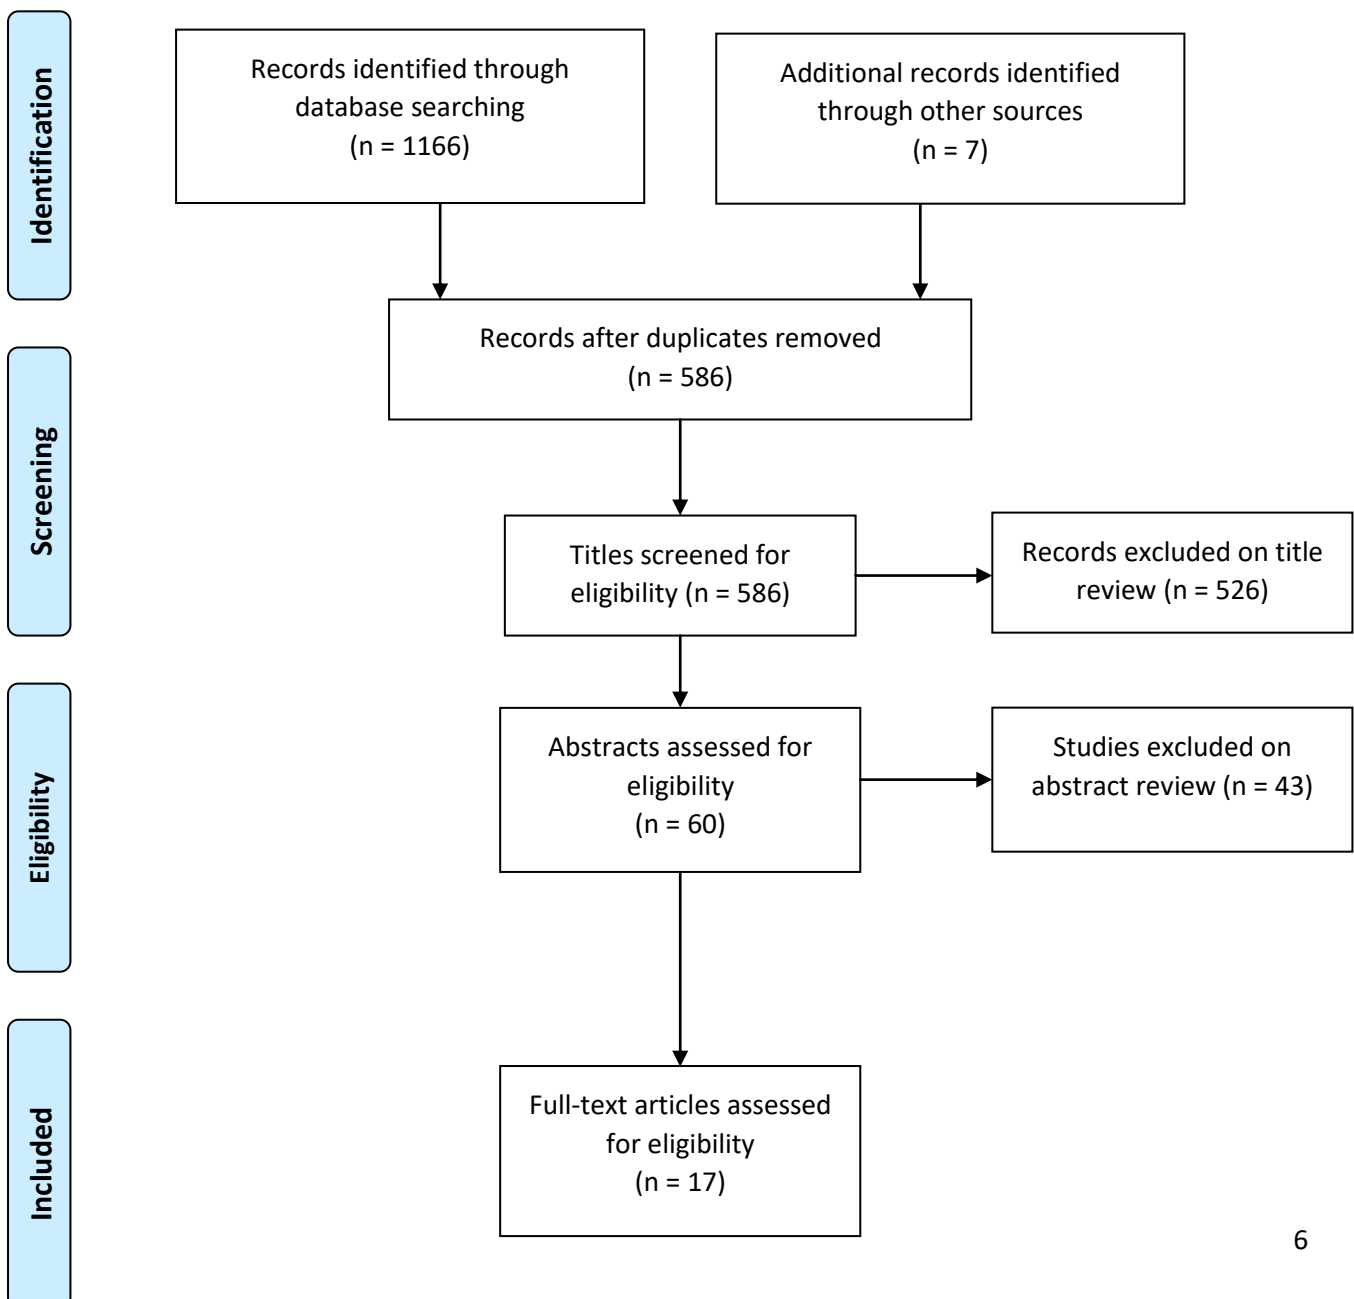 Identification
Records identified through
database searching
(n = 1166)
Additional records identified
through other sources
(n = 7)
Records after duplicates removed
(n = 586)
Screening
Titles screened for
eligibility (n = 586)
Records excluded on title
review (n = 526)
Eligibility
Abstracts assessed for
eligibility
(n = 60)
Studies excluded on
abstract review (n = 43)
Included
Full-text articles assessed
for eligibility
(n = 17)
6